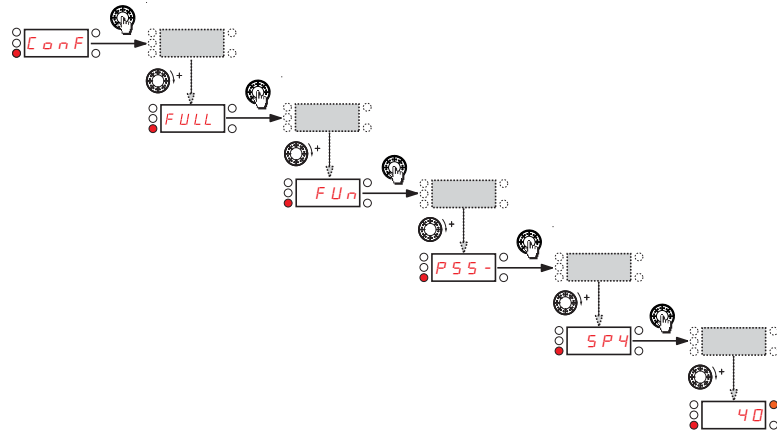 ConF
+
FULL
+
FUn
+
PSS-
+
SP4
+
40